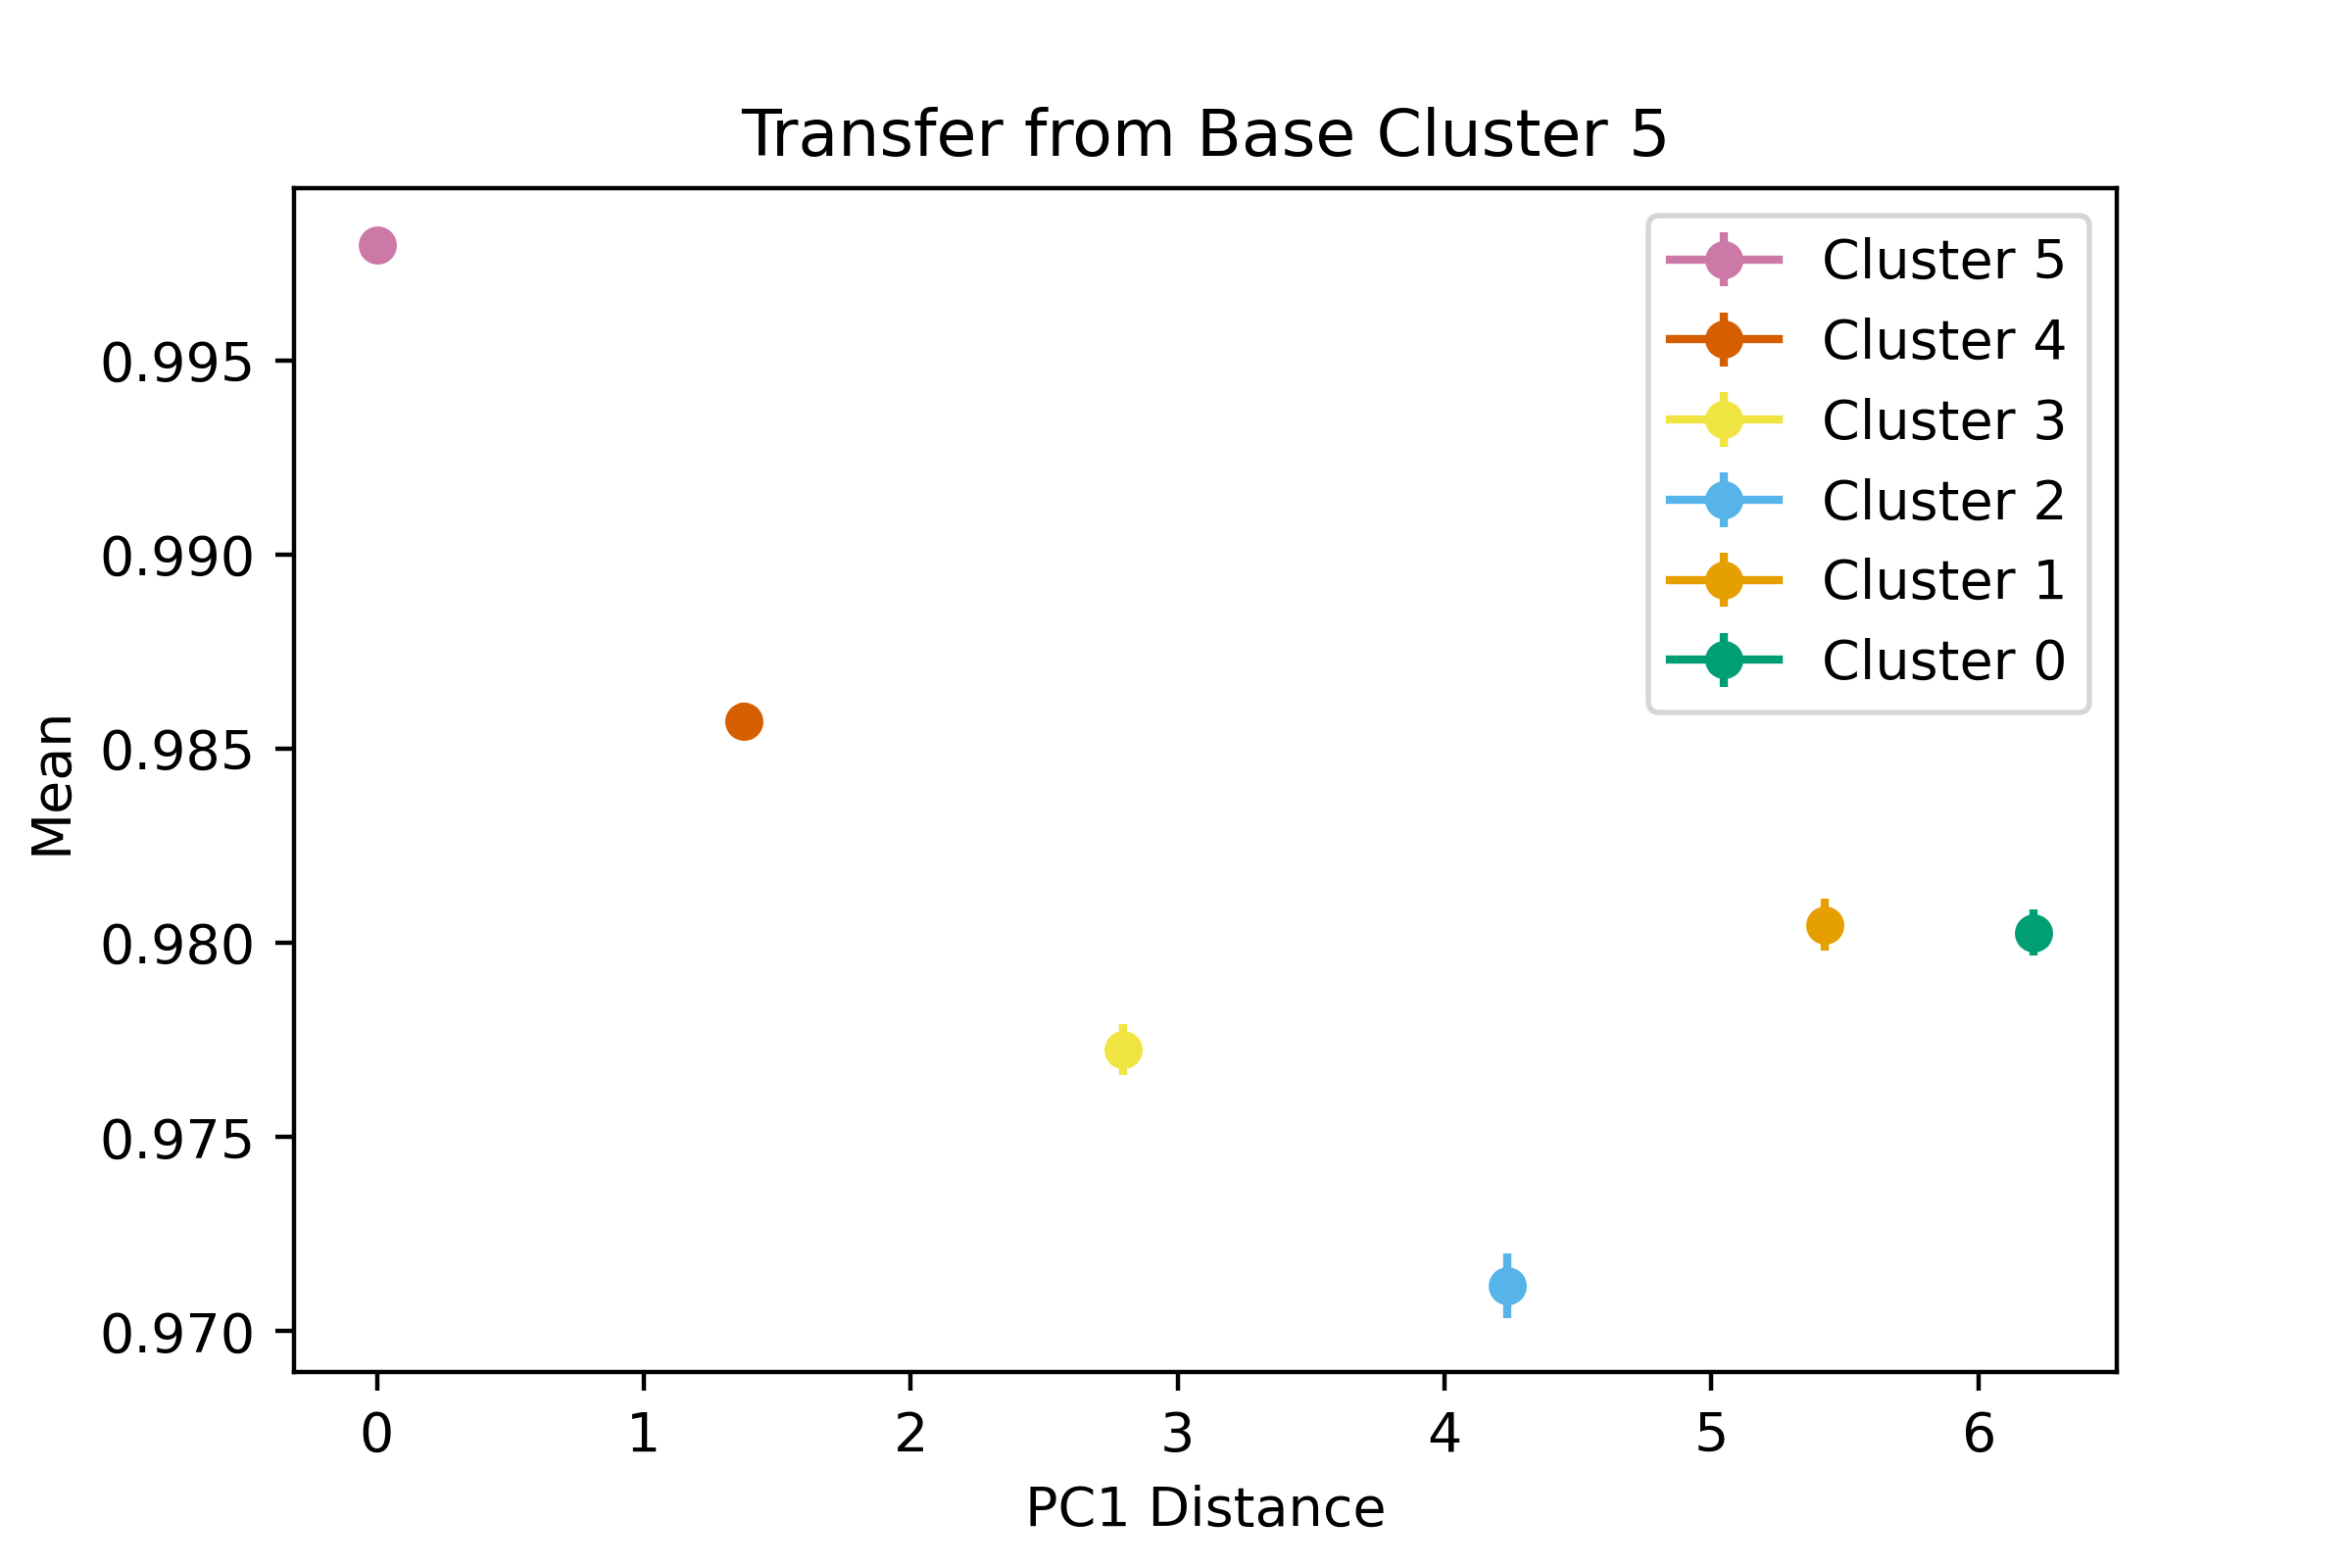 Transfer from Base Cluster 5
Mean
0.995
0.990
0.985
0.980
0.975
0.970
Cluster 5
Cluster 4
Cluster 3
Cluster 2
Cluster 1
Cluster 0
0 1 2 3 4 5 6
PC1 Distance